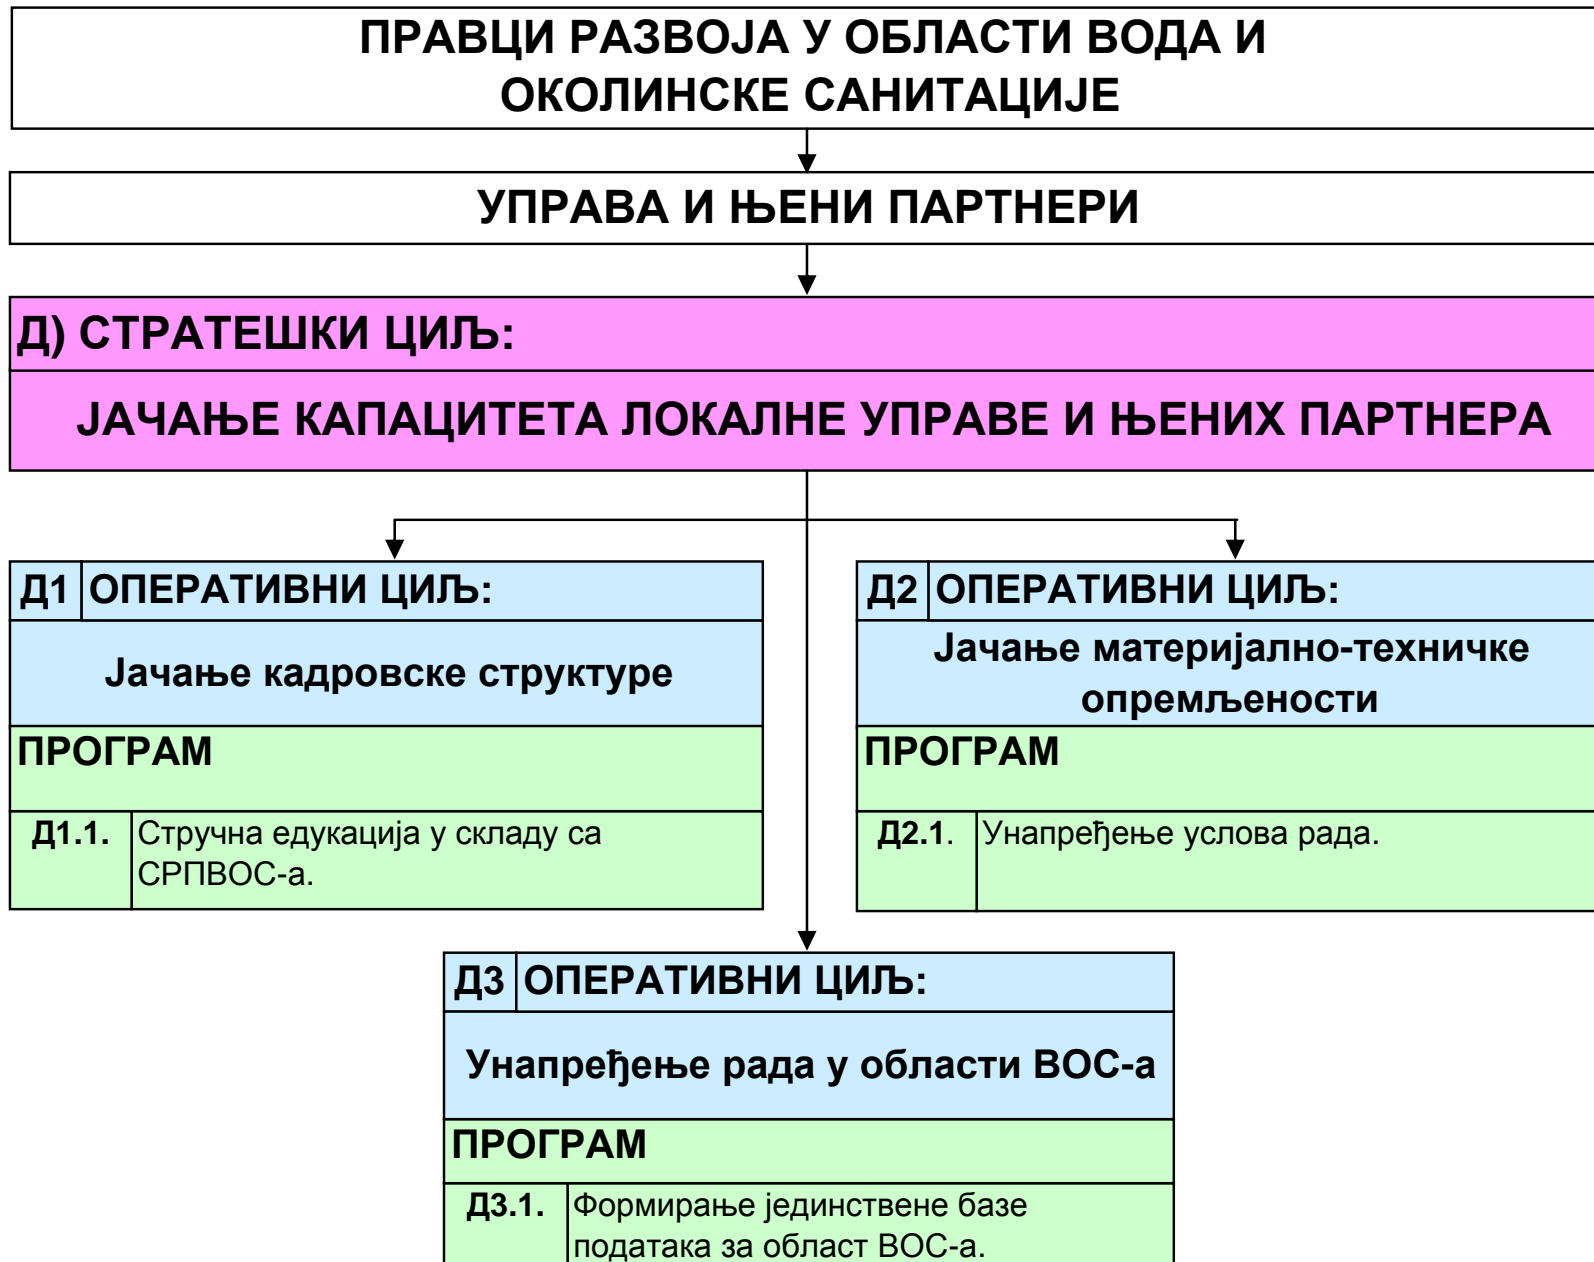 ПРАВЦИ РАЗВОЈА У ОБЛАСТИ ВОДА И
ОКОЛИНСКЕ САНИТАЦИЈЕ
УПРАВА И ЊЕНИ ПАРТНЕРИ
Д) СТРАТЕШКИ ЦИЉ:
ЈАЧАЊЕ КАПАЦИТЕТА ЛОКАЛНЕ УПРАВЕ И ЊЕНИХ ПАРТНЕРА
Д1 ОПЕРАТИВНИ ЦИЉ:
Јачање кадровске структуре
ПРОГРАМ
Д1.1. Стручна едукација у складу са
СРПВОС-а.
Д2 ОПЕРАТИВНИ ЦИЉ:
Јачање материјално-техничке
опремљености
ПРОГРАМ
Д2.1. Унапређење услова рада.
Д3 ОПЕРАТИВНИ ЦИЉ:
Унапређење рада у области ВОС-а
ПРОГРАМ
Д3.1. Формирање јединствене базе
података за област ВОС-а.